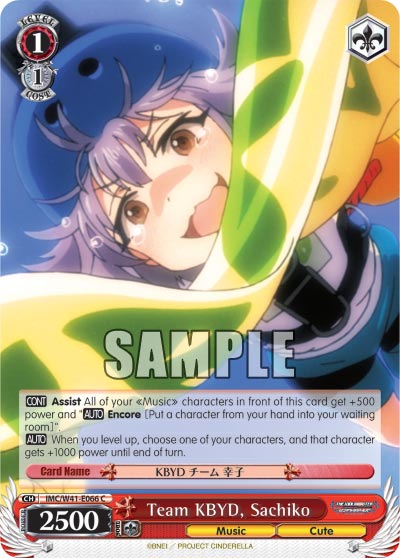 LEVEL
1
1
COST
SAMPLE
CONT Assist All of your «Music» characters in front of this card get +500
power and "AUTO Encore [Put a character from your hand into your waiting
room]".
AUTO When you level up, choose one of your characters, and that character
gets +1000 power until end of turn.
Card Name KBYD チーム 幸子
CH IMC/W41-E066 C
2500
Team KBYD, Sachiko
Music Cute
©BNEI / PROJECT CINDERELLA